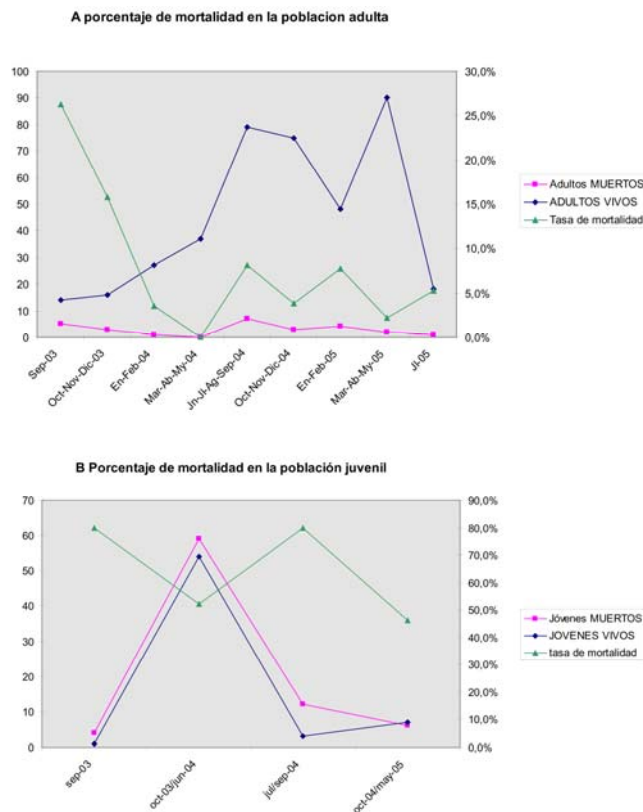 A porcentaje de mortalidad en la poblacion adulta
100
90
80
70
60
50
40
30
20
10
0
30,0%
25,0%
20,0%
15,0%
10,0%
5,0%
0,0%
Sep-03
Oct-Nov-Dic-03
En-Feb-04
Mar-Ab-My-04
Jn-Jl-Ag-Sep-04
Oct-Nov-Dic-04
En-Feb-05
Mar-Ab-My-05
Jl-05
Adultos MUERTOS
ADULTOS VIVOS
Tasa de mortalidad
B Porcentaje de mortalidad en la población juvenil
70
60
50
40
30
20
10
0
90,0%
80,0%
70,0%
60,0%
50,0%
40,0%
30,0%
20,0%
10,0%
0,0%
sep-03
oct-03/jun-04
jul/sep-04
oct-04/may-05
Jóvenes MUERTOS
JOVENES VIVOS
tasa de mortalidad